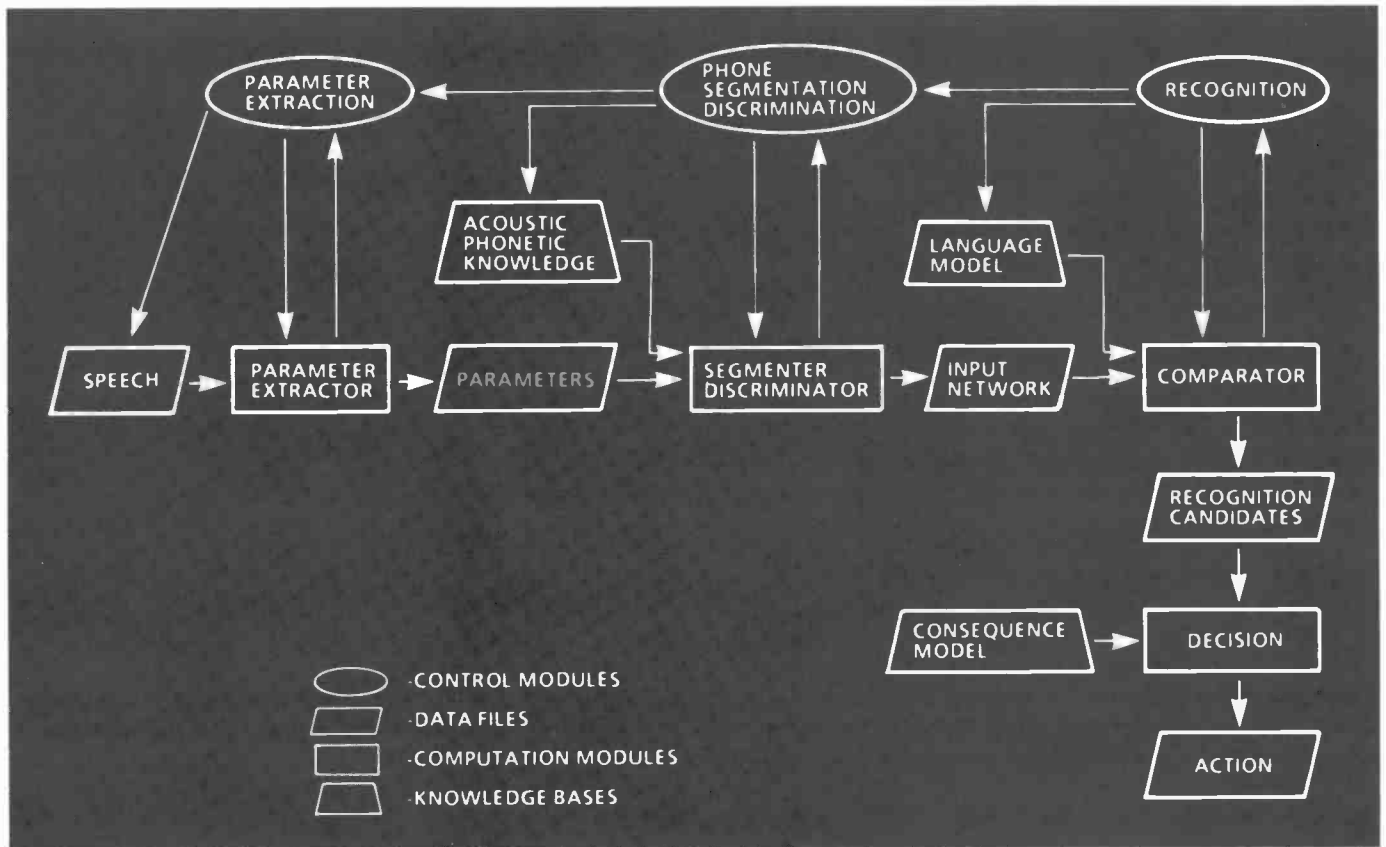 PARAMETER
EXTRACTION
PHONE
SEGMENTATION
DISCRIMINATION
RECOGNITION
ACOUSTIC
PHONETIC
KNOWLEDGE
LANGUAGE
MODEL
SPEECH
PARAMETER
EXTRACTOR
PARAMETERS
SEGMENTER
DISCRIMINATOR
INPUT
NETWORK
COMPARATOR
RECOGNITION
CANDIDATES
CONSEQUENCE
MODEL
DECISION
ACTION
-CONTROL MODULES
-DATA FILES
-COMPUTATION MODULES
-KNOWLEDGE BASES